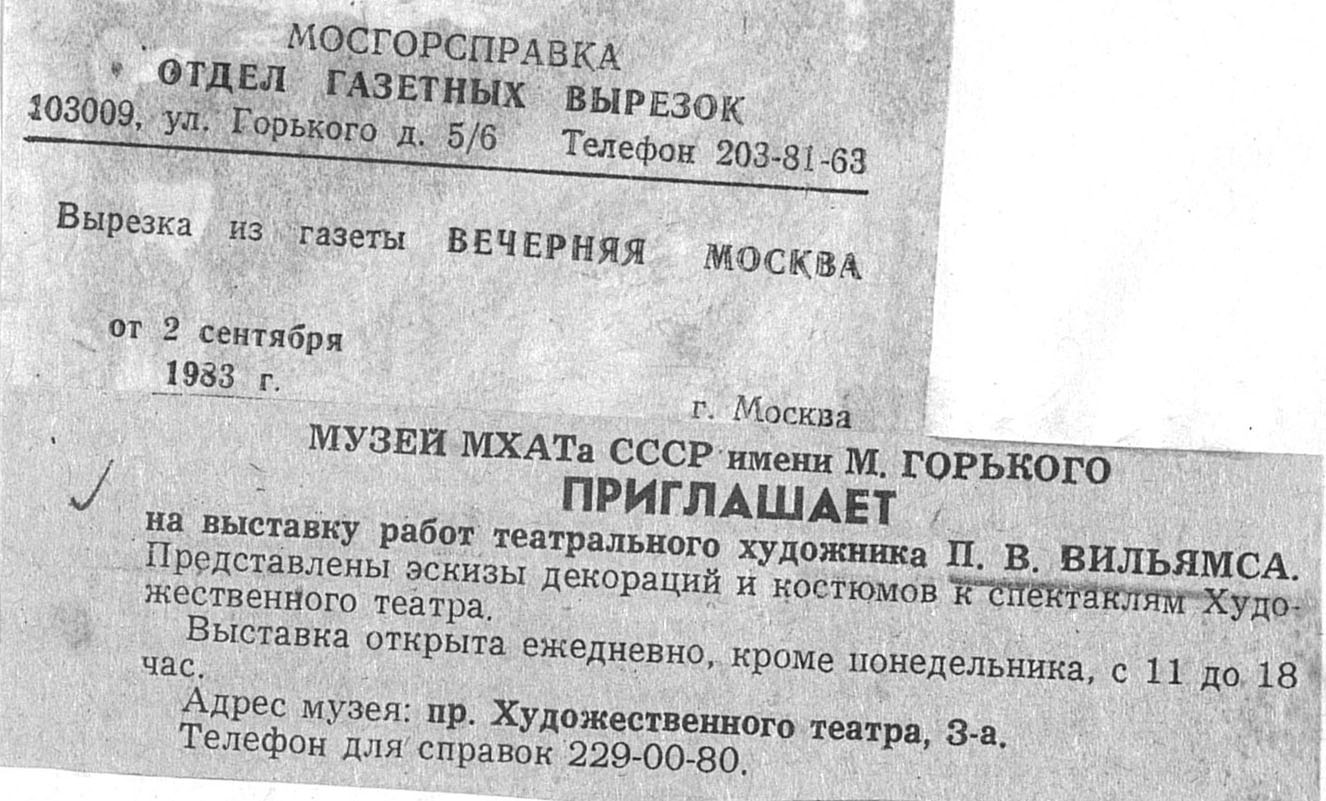 МОСГОРСПРАВКА
ОТДЕЛ ГАЗЕТНЫХ ВЫРЕЗОК
103009, ул. Горького д. 5/6 Телефон 203-81-63
Вырезка из газеты ВЕЧЕРНЯЯ МОСКВА
от 2 сентября
1983 г.
г. Москва
МУЗЕЙ МХАТа СССР имени М. ГОРЬКОГО
ПРИГЛАШАЕТ
на выставку работ театрального художника П. В. ВИЛЬЯМСА.
Представлены эскизы декораций и костюмов к спектаклям Худо-
жественного театра.
Выставка открыта ежедневно, кроме понедельника, с 11 до 18
час.
Адрес музея: пр. Художественного театра, 3-а.
Телефон для справок 229-00-80.